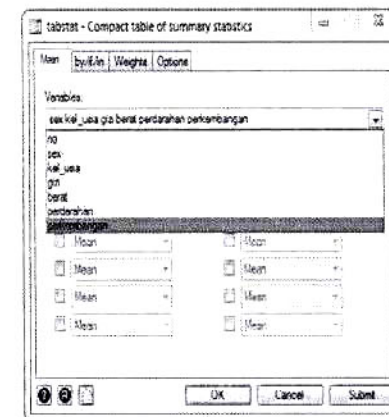 tabstat - Compact table of summary statistics
Main by/if/in Weights Options
Variables:
sex kel_usia gizi berat perdarahan perkembangan
no
sex
kel_usia
gizi
berat
perdarahan
perkembangan
Mean Mean
Mean Mean
Mean Mean
Mean Mean
OK Cancel Submit